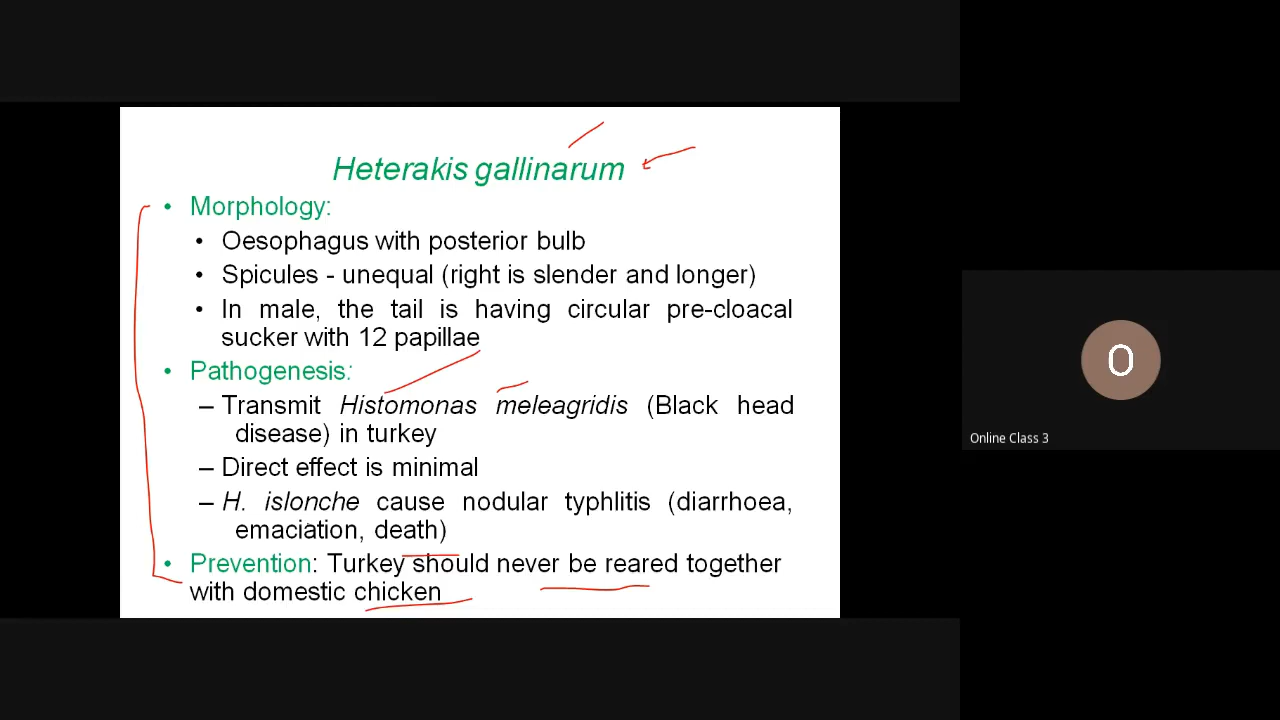 Heterakis gallinarum
• Morphology:
• Oesophagus with posterior bulb
• Spicules - unequal (right is slender and longer)
• In male, the tail is having circular pre-cloacal
sucker with 12 papillae
• Pathogenesis:
– Transmit Histomonas meleagridis (Black head
disease) in turkey
– Direct effect is minimal
– H. islonche cause nodular typhlitis (diarrhoea,
emaciation, death)
• Prevention: Turkey should never be reared together
with domestic chicken
O
Online Class 3